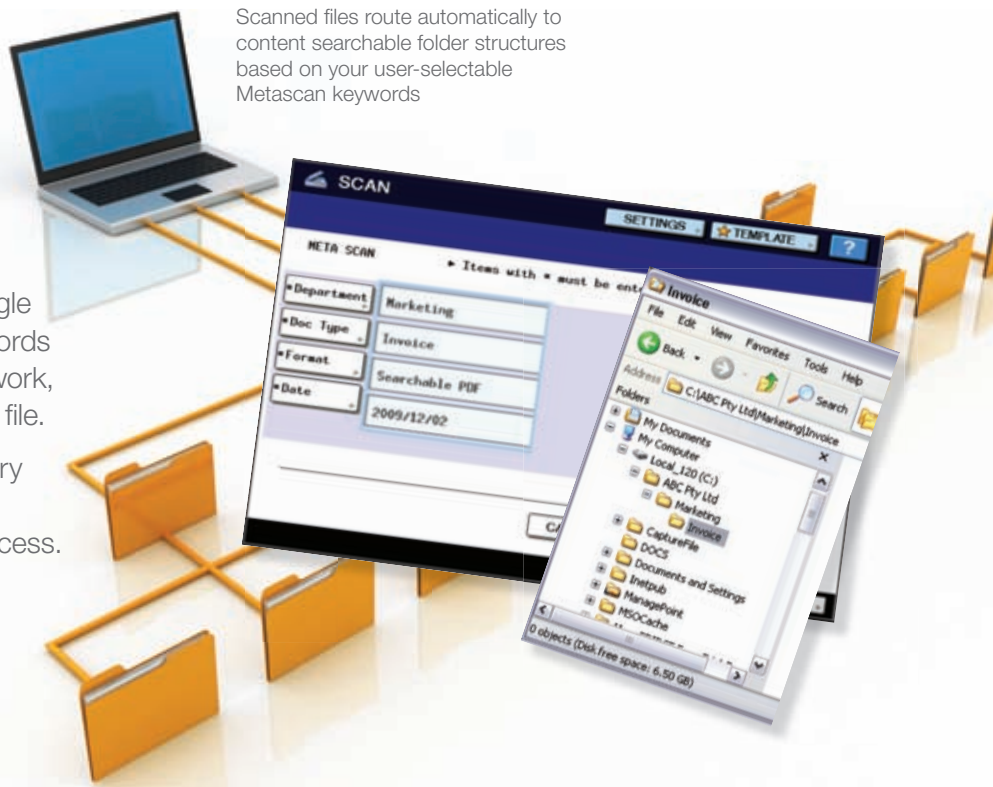 Scanned files route automatically to
content searchable folder structures
based on your user-selectable
Metascan keywords
gle
ords
work,
file.
ry
cess.
SCAN
SETTINGS
TEMPLATE
?
META SCAN
Items with * must be ent
*Department
Marketing
*Doc Type
Invoice
*Format
Searchable PDF
*Date
2009/12/02
CA
Invoice
File Edit View Favorites Tools Help
Back
Search
Address C:\ABC Pty Ltd\Marketing\Invoice
Folders
X
My Documents
My Computer
Local_120 (C:)
ABC Pty Ltd
Marketing
Invoice
CaptureFile
DOCS
Documents and Settings
Inetpub
ManagePoint
MSOCache
0 objects (Disk free space: 6.50 GB)